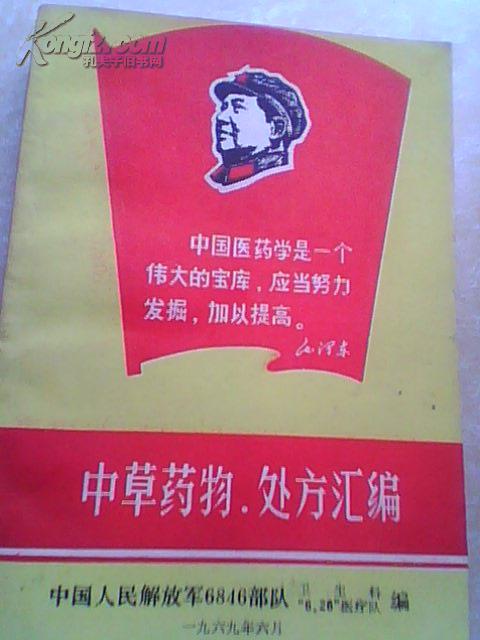 Kongfz.com
孔夫子旧书网
中国医药学是一个
伟大的宝库，应当努力
发掘，加以提高。
毛泽东
中草药物.处方汇编
中国人民解放军6846部队 卫生科 "6.26"医疗队 编
一九六九年六月